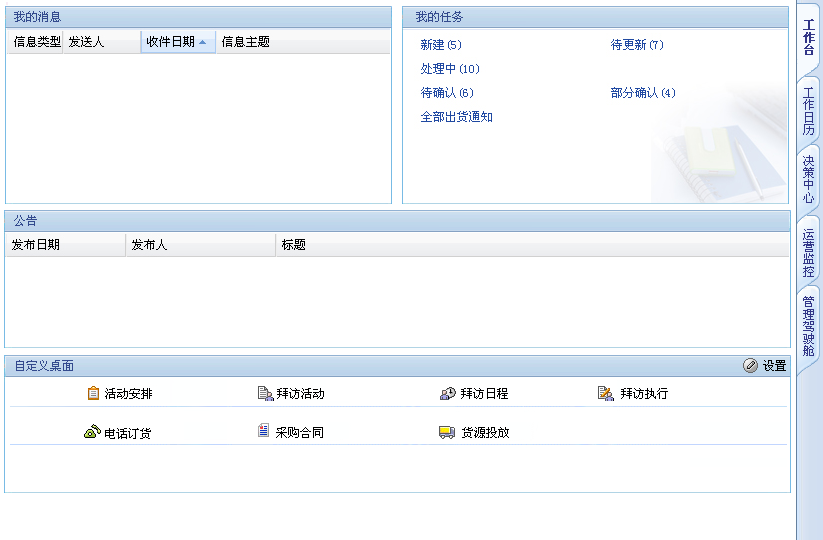 我的消息
信息类型 发送人 收件日期 信息主题
我的任务
新建(5) 待更新(7)
处理中(10)
待确认(6) 部分确认(4)
全部出货通知
公告
发布日期 发布人 标题
自定义桌面 设置
活动安排 拜访活动 拜访日程 拜访执行
电话订货 采购合同 货源投放
工作台
工作日历
决策中心
运营监控
管理驾驶舱